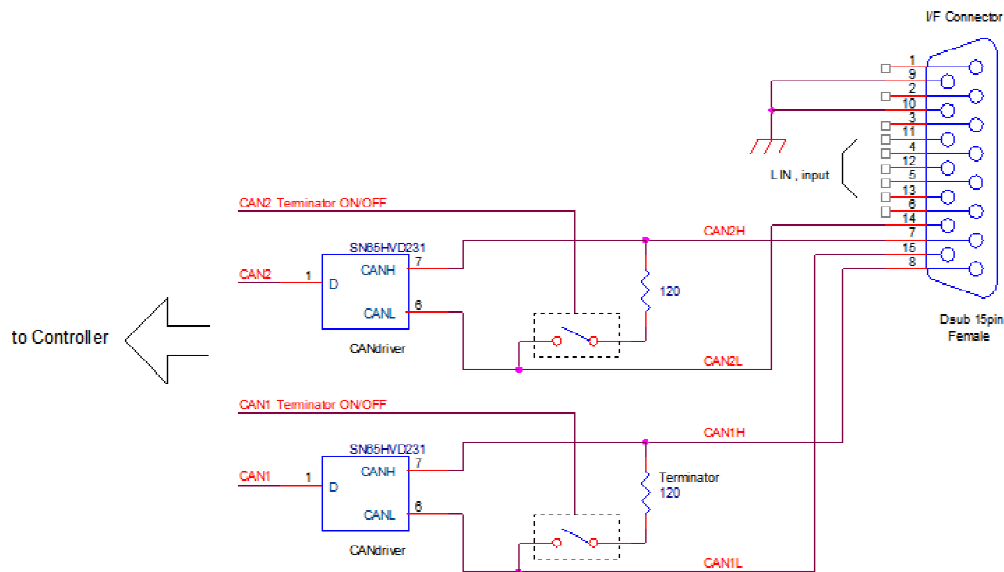 I/F Connector
1
9
2
10
3
11
4
12
5
13
6
14
7
15
8
LIN , input
Dsub 15pin
Female
CAN2 Terminator ON/OFF
CAN2H
SN65HVD231
CANH 7
CAN2 1 D
120
CANL 6
CANdriver
CAN2L
to Controller
CAN1 Terminator ON/OFF
CAN1H
SN65HVD231
CANH 7
Terminator
CAN1 1 D
120
CANL 6
CANdriver
CAN1L